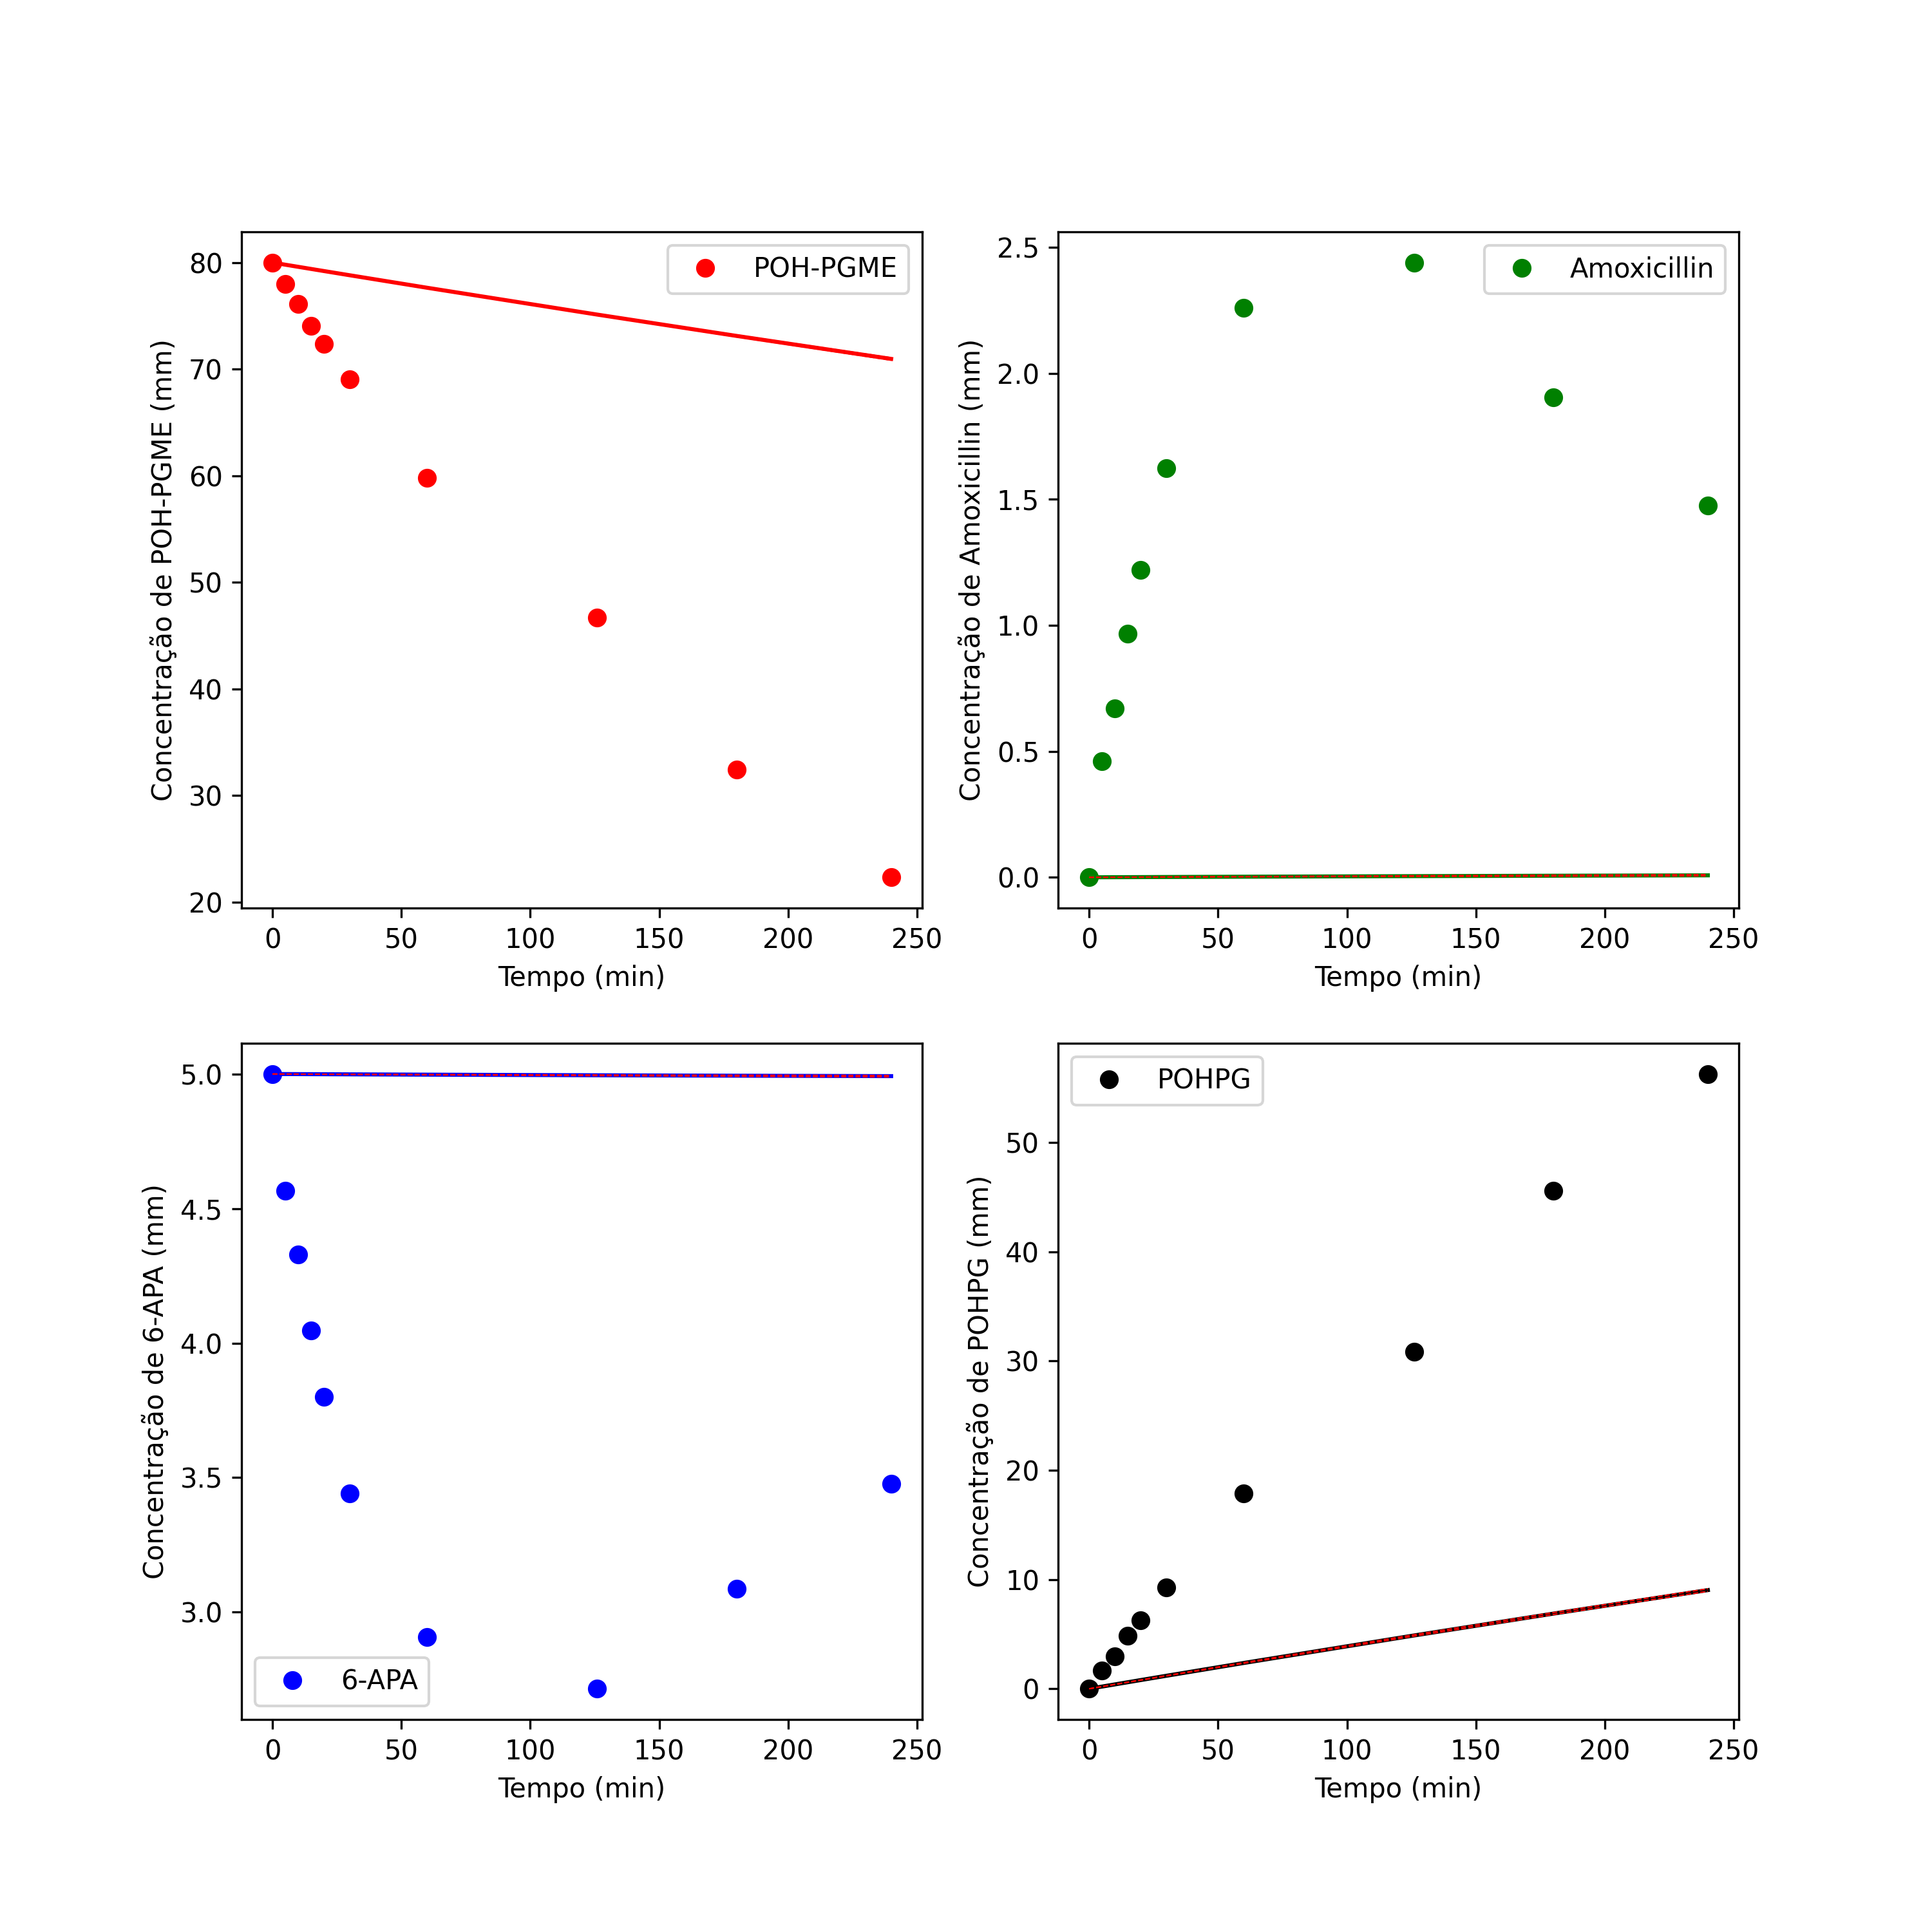 POH-PGME
80
70
60
50
40
30
20
Concentração de POH-PGME (mm)
0 50 100 150 200 250
Tempo (min)
Amoxicillin
2.5
2.0
1.5
1.0
0.5
0.0
Concentração de Amoxicillin (mm)
0 50 100 150 200 250
Tempo (min)
5.0
4.5
4.0
3.5
3.0
Concentração de 6-APA (mm)
6-APA
0 50 100 150 200 250
Tempo (min)
POHPG
50
40
30
20
10
0
Concentração de POHPG (mm)
0 50 100 150 200 250
Tempo (min)